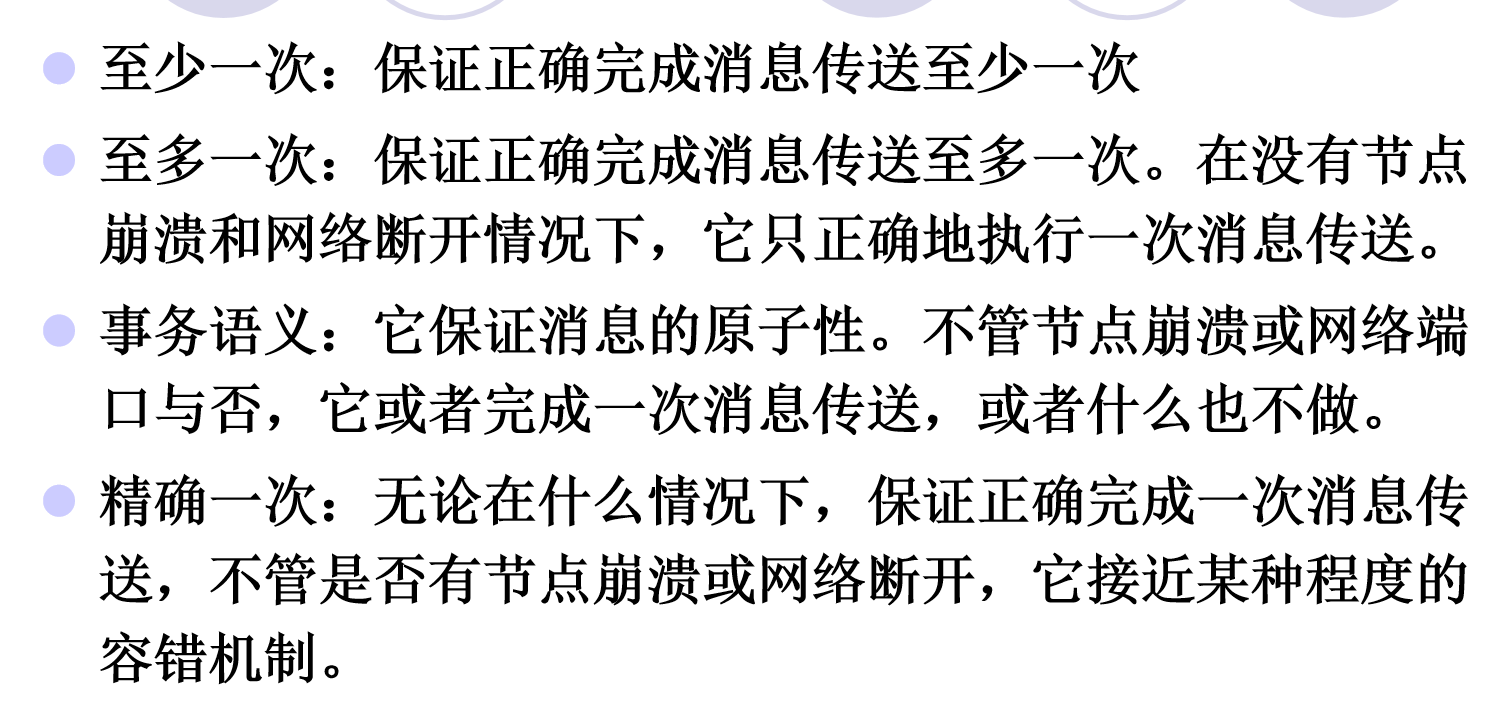 至少一次：保证正确完成消息传送至少一次
至多一次：保证正确完成消息传送至多一次。在没有节点
崩溃和网络断开情况下，它只正确地执行一次消息传送。
事务语义：它保证消息的原子性。不管节点崩溃或网络端
口与否，它或者完成一次消息传送，或者什么也不做。
精确一次：无论在什么情况下，保证正确完成一次消息传
送，不管是否有节点崩溃或网络断开，它接近某种程度的
容错机制。